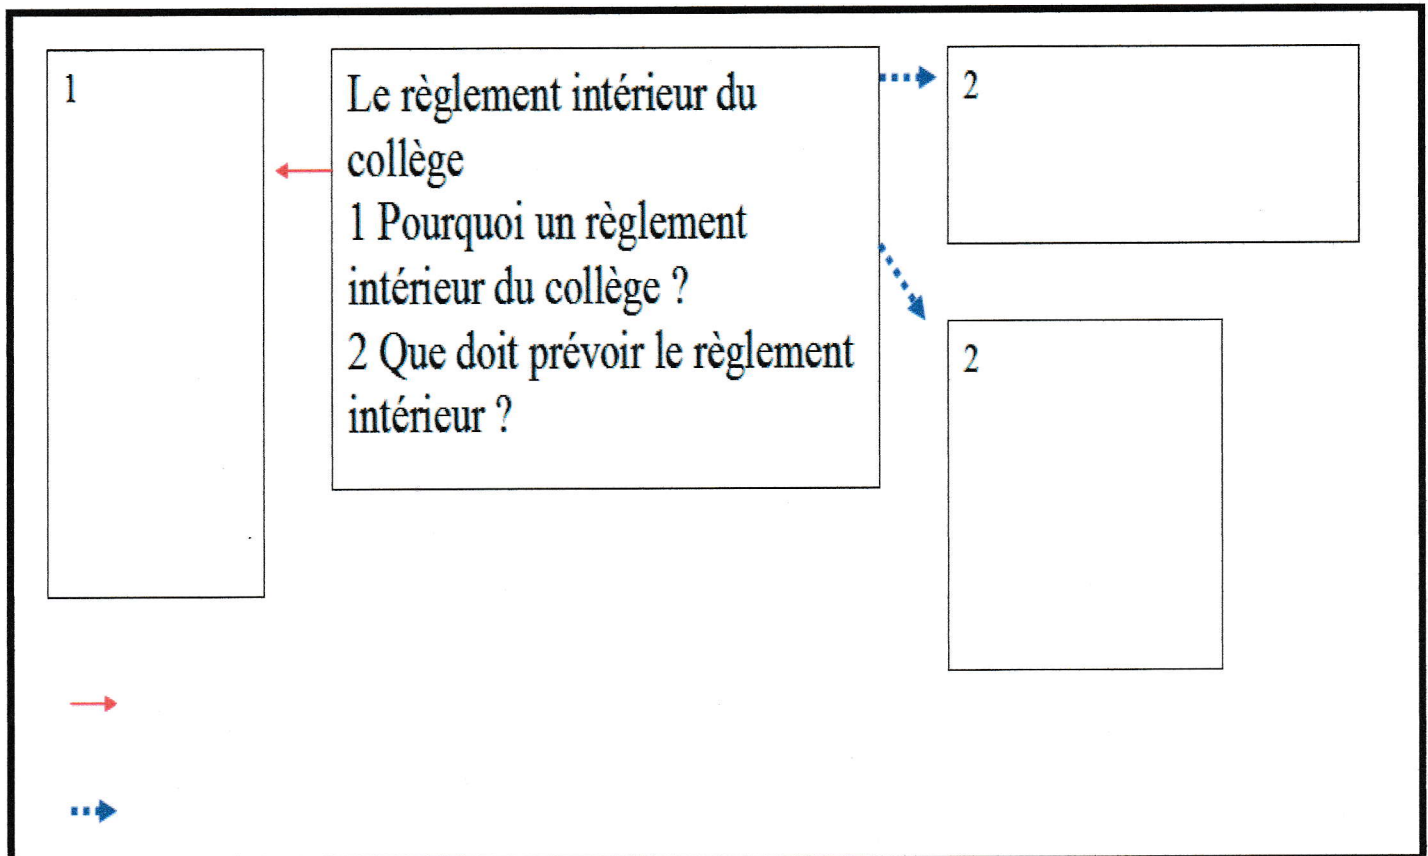 1
Le règlement intérieur du
collège
1 Pourquoi un règlement
intérieur du collège ?
2 Que doit prévoir le règlement
intérieur ?
2
2